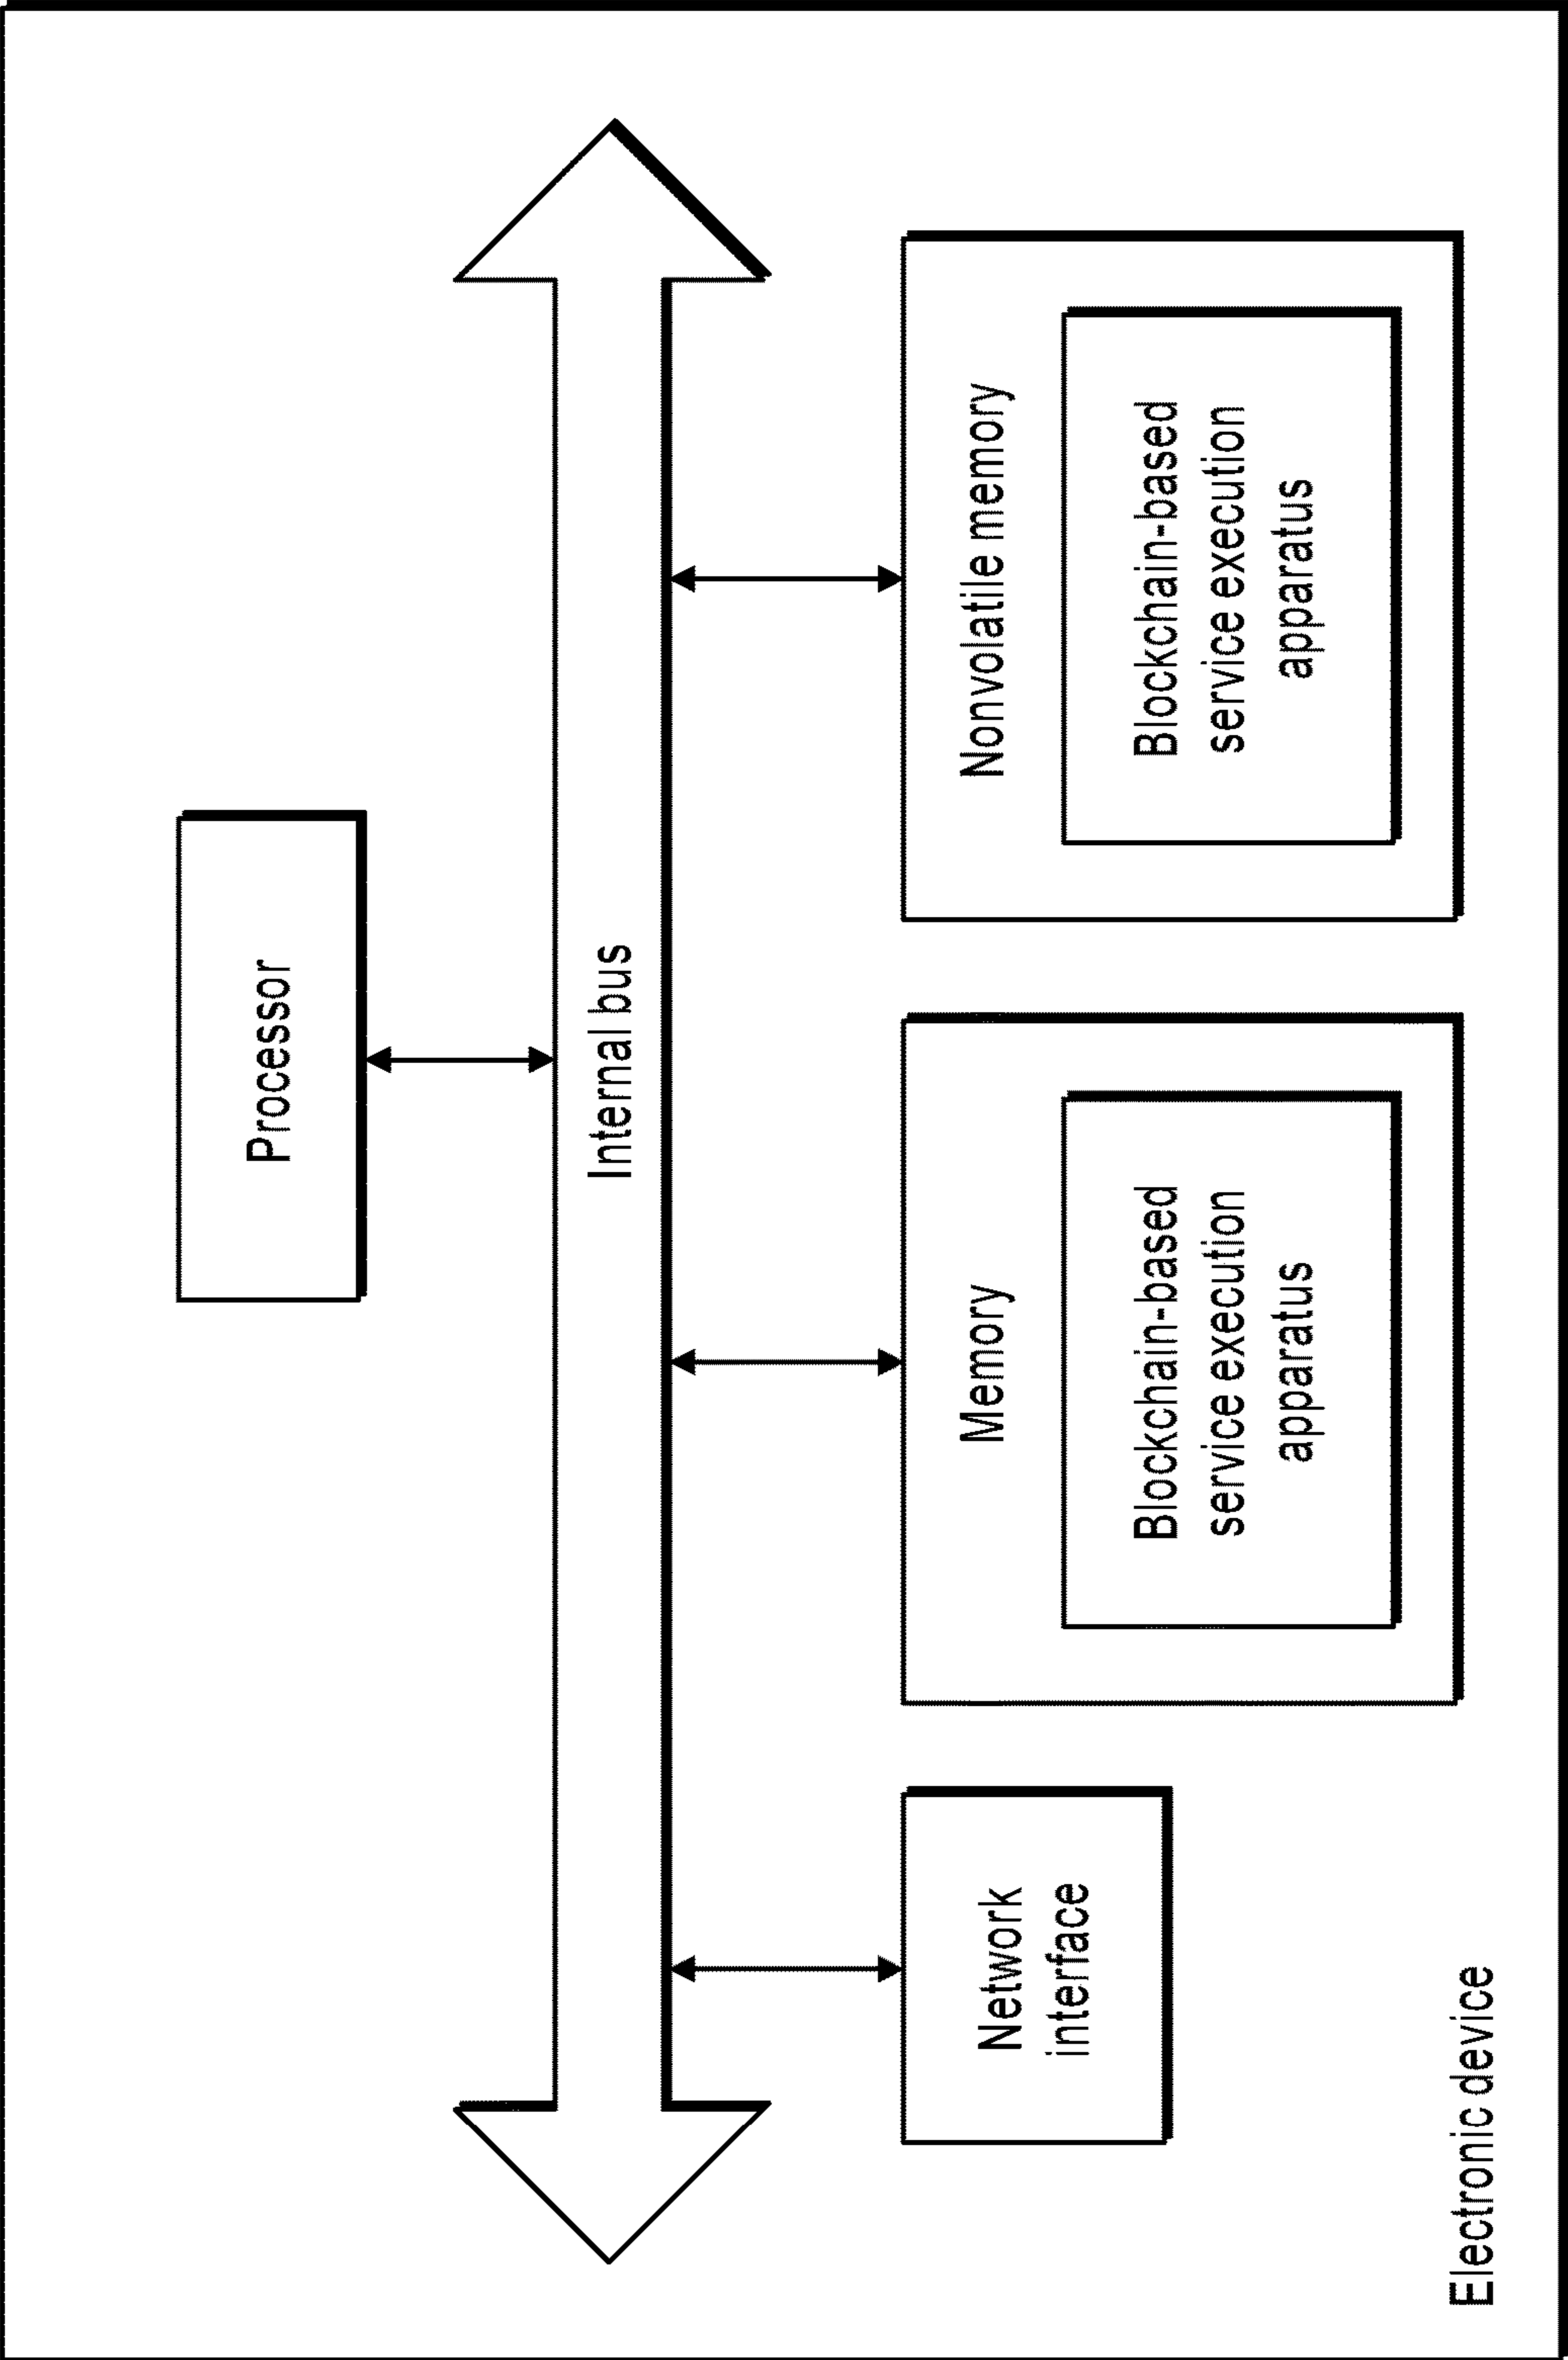 Processor
Internal bus
Network
interface
Memory
Blockchain-based
service execution
apparatus
Nonvolatile memory
Blockchain-based
service execution
apparatus
Electronic device